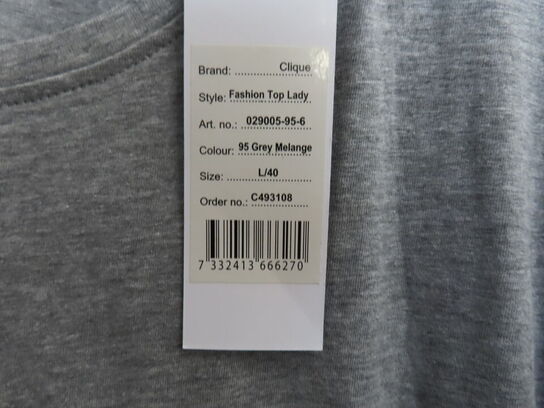 Brand: Clique
Style: Fashion Top Lady
Art. no.: 029005-95-6
Colour: 95 Grey Melange
Size: L/40
Order no.: C493108
7 332413 666270